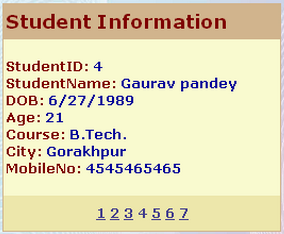 Student Information
StudentID: 4
StudentName: Gaurav pandey
DOB: 6/27/1989
Age: 21
Course: B.Tech.
City: Gorakhpur
MobileNo: 4545465465
1 2 3 4 5 6 7